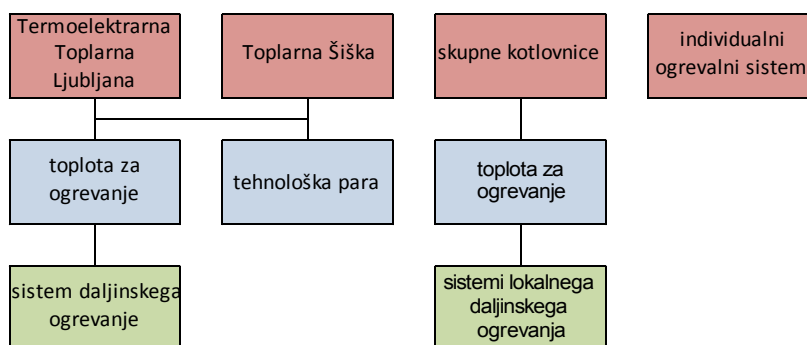 Termoelektrarna
Toplarna
Ljubljana
Toplarna Šiška
skupne kotlovnice
individualni
ogrevalni sistemi
toplota za
ogrevanje
tehnološka para
toplota za
ogrevanje
sistem daljinskega
ogrevanje
sistemi lokalnega
daljinskega
ogrevanja